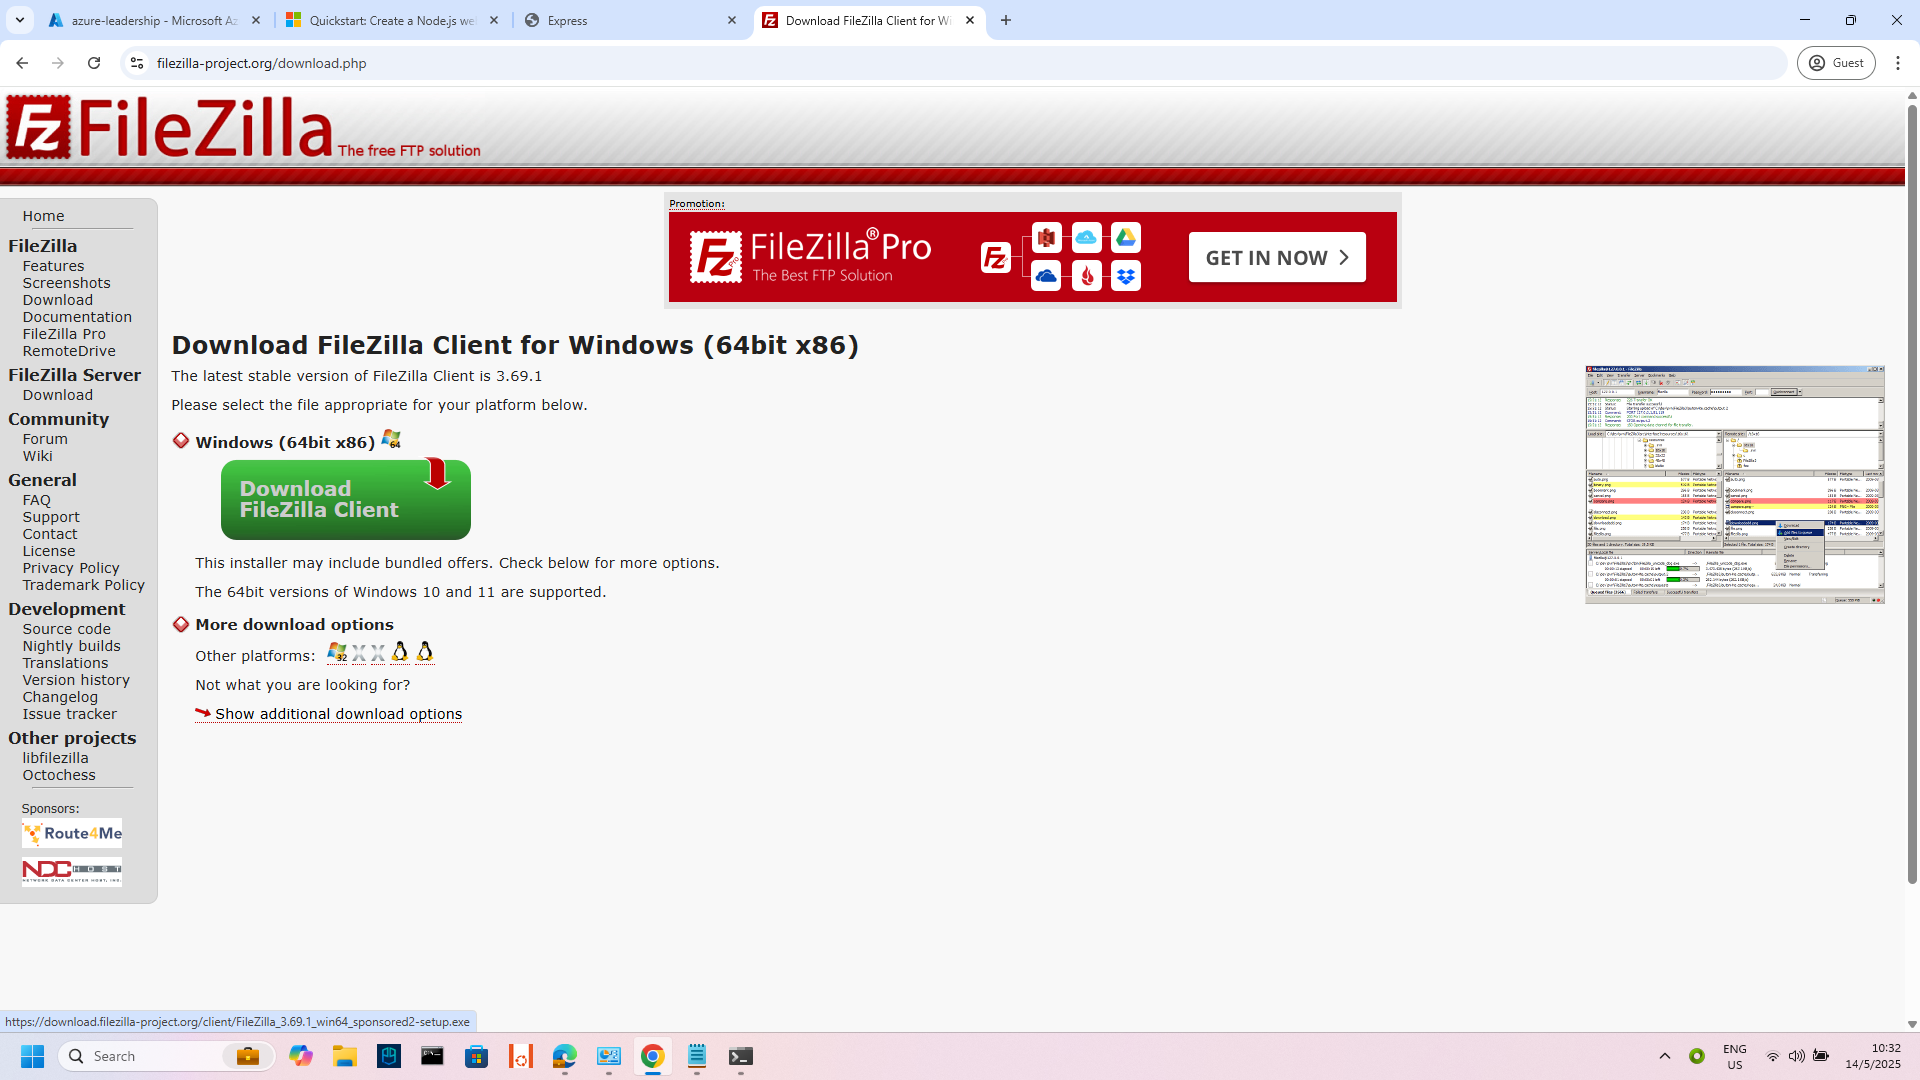 azure-leadership - Microsoft Az
Quickstart: Create a Node.js we
Express
Download FileZilla Client for Wi
filezilla-project.org/download.php
Guest
FileZilla The free FTP solution
Promotion:
FileZilla® Pro
The Best FTP Solution
GET IN NOW
Home
FileZilla
Features
Screenshots
Download
Documentation
FileZilla Pro
RemoteDrive
FileZilla Server
Download
Community
Forum
Wiki
General
FAQ
Support
Contact
License
Privacy Policy
Trademark Policy
Development
Source code
Nightly builds
Translations
Version history
Changelog
Issue tracker
Other projects
libfilezilla
Octochess
Sponsors:
Route4Me
NDC HOST
NETWORK DATA CENTER HOST, INC.
Download FileZilla Client for Windows (64bit x86)
The latest stable version of FileZilla Client is 3.69.1
Please select the file appropriate for your platform below.
Windows (64bit x86)
64
Download
FileZilla Client
This installer may include bundled offers. Check below for more options.
The 64bit versions of Windows 10 and 11 are supported.
More download options
Other platforms: 32
Not what you are looking for?
Show additional download options
https://download.filezilla-project.org/client/FileZilla_3.69.1_win64_sponsored2-setup.exe
Search
ENG
US
10:32
14/5/2025